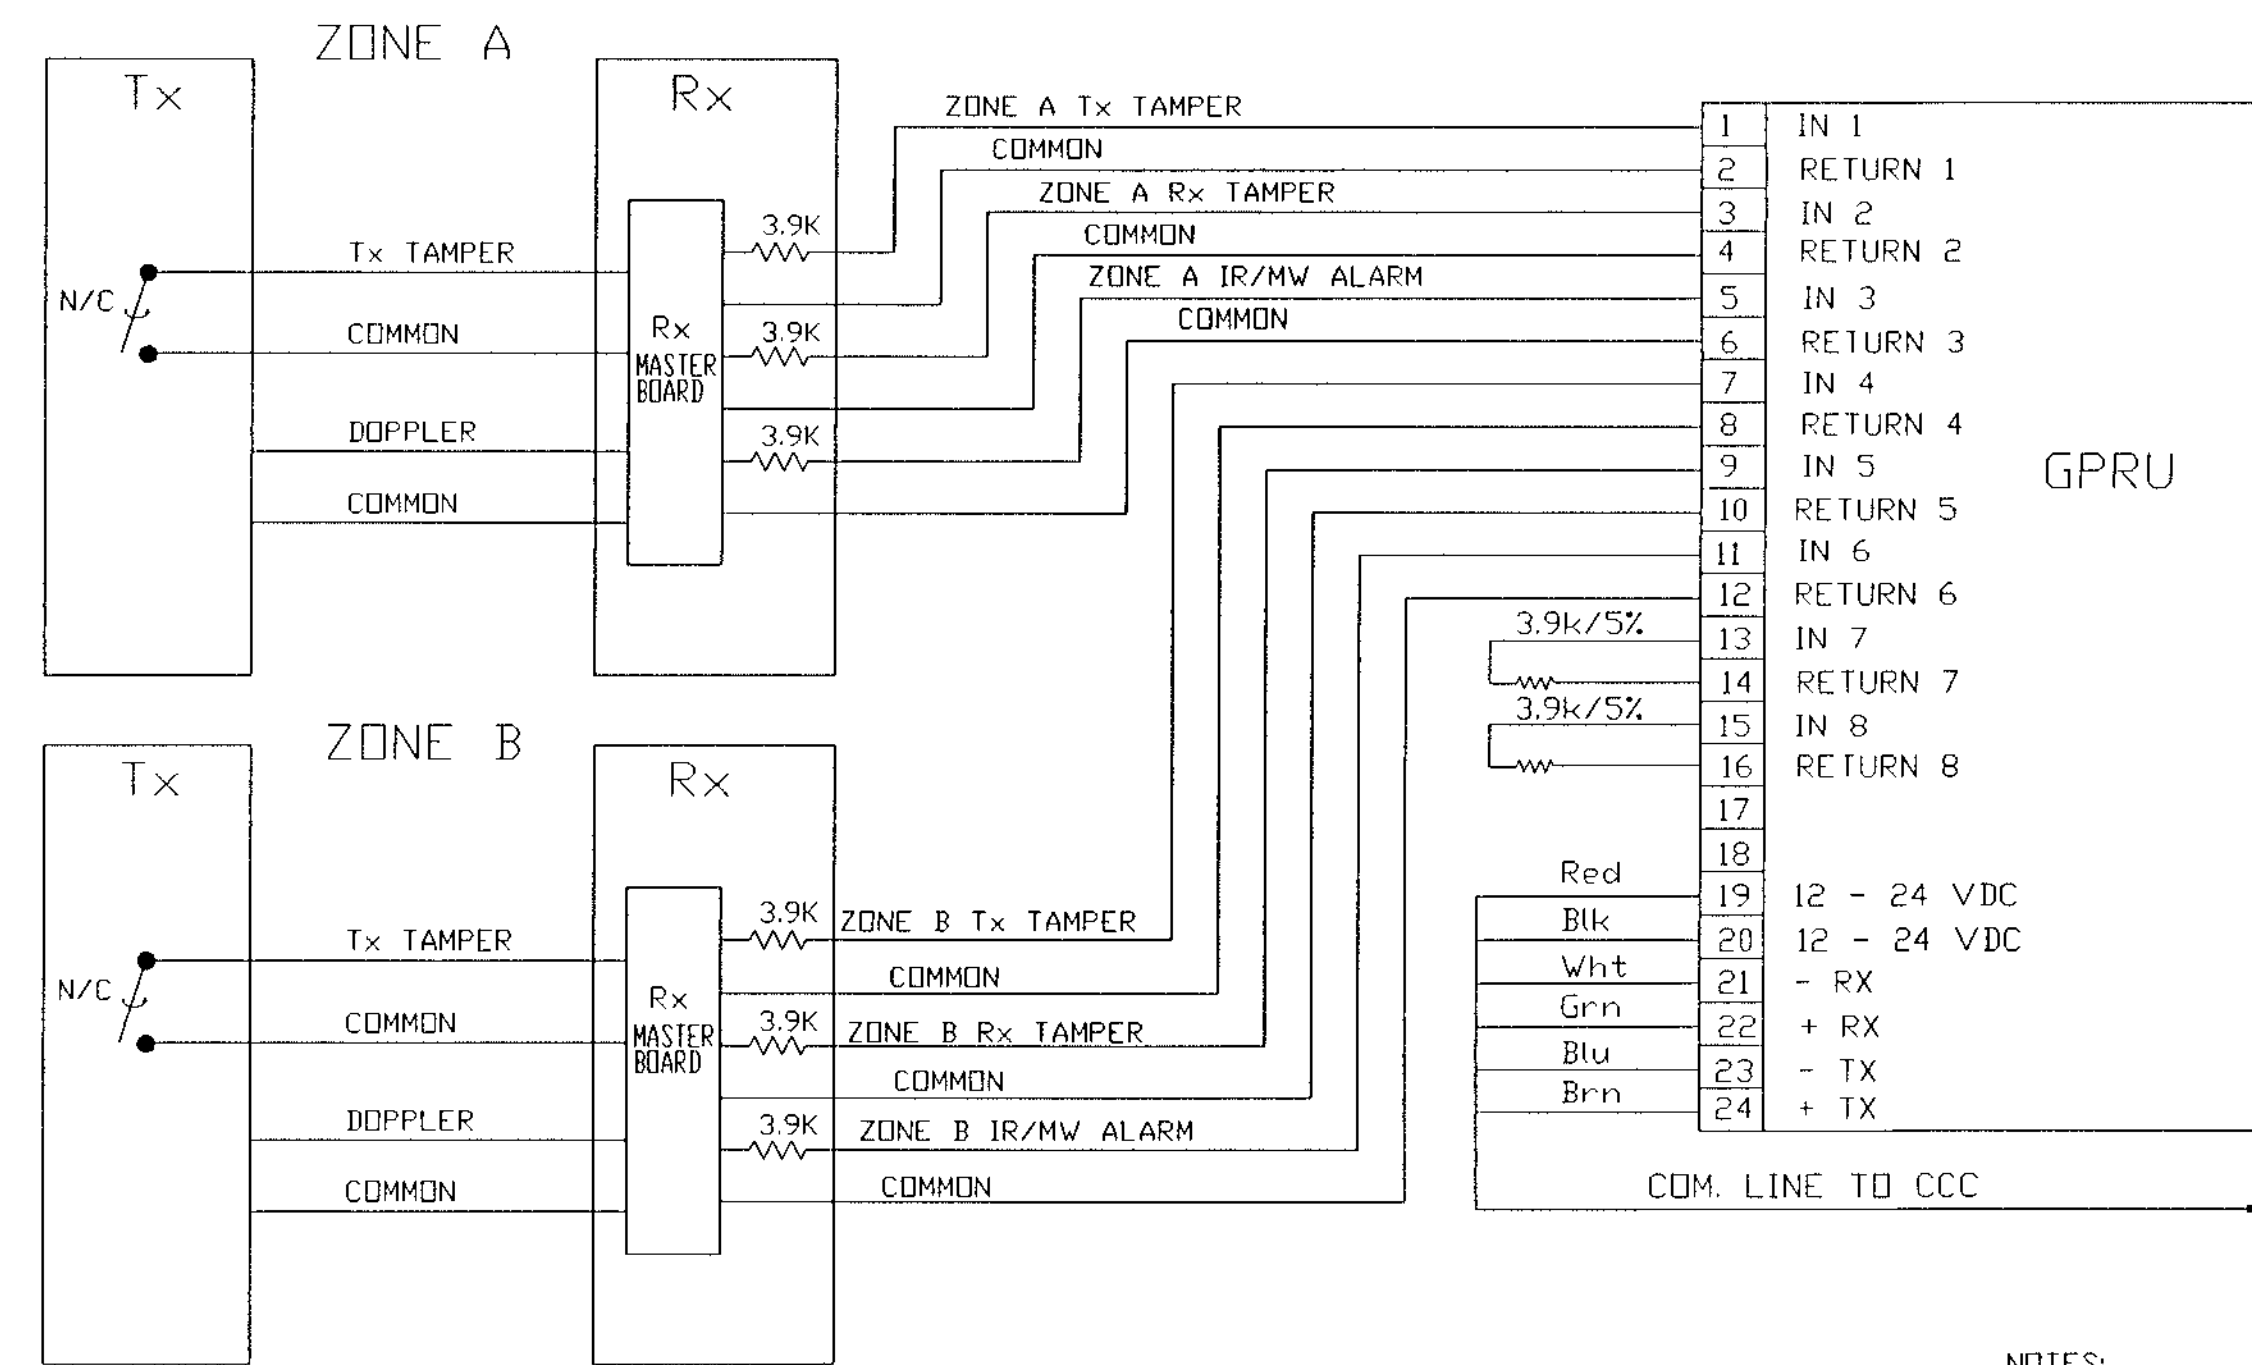 ZONE A
Tx
Rx
N/C
Tx TAMPER
COMMON
DOPPLER
COMMON
Rx
MASTER
BOARD
3.9K
3.9K
3.9K
ZONE A Tx TAMPER
COMMON
ZONE A Rx TAMPER
COMMON
ZONE A IR/MW ALARM
COMMON
ZONE B
Tx
Rx
N/C
Tx TAMPER
COMMON
DOPPLER
COMMON
Rx
MASTER
BOARD
3.9K
3.9K
3.9K
ZONE B Tx TAMPER
COMMON
ZONE B Rx TAMPER
COMMON
ZONE B IR/MW ALARM
COMMON
1 IN 1
2 RETURN 1
3 IN 2
4 RETURN 2
5 IN 3
6 RETURN 3
7 IN 4
8 RETURN 4
9 IN 5
10 RETURN 5
11 IN 6
12 RETURN 6
3.9k/5%
13 IN 7
14 RETURN 7
3.9k/5%
15 IN 8
16 RETURN 8
17
18
Red 19 12 - 24 VDC
Blk 20 12 - 24 VDC
Wht 21 - RX
Grn 22 + RX
Blu 23 - TX
Brn 24 + TX
GPRU
COM. LINE TO CCC
NOTES: